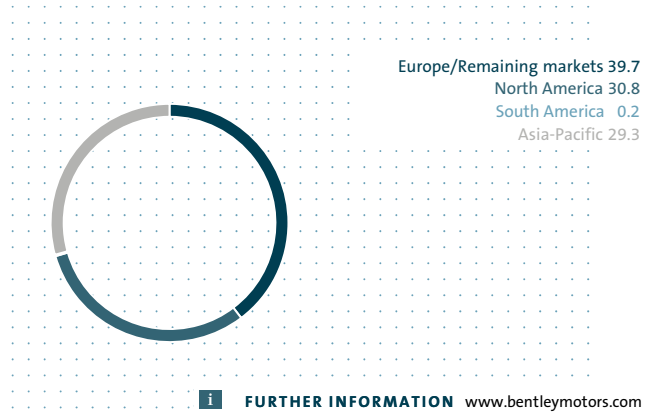 Europe/Remaining markets 39.7
North America 30.8
South America 0.2
Asia-Pacific 29.3
i FURTHER INFORMATION www.bentleymotors.com